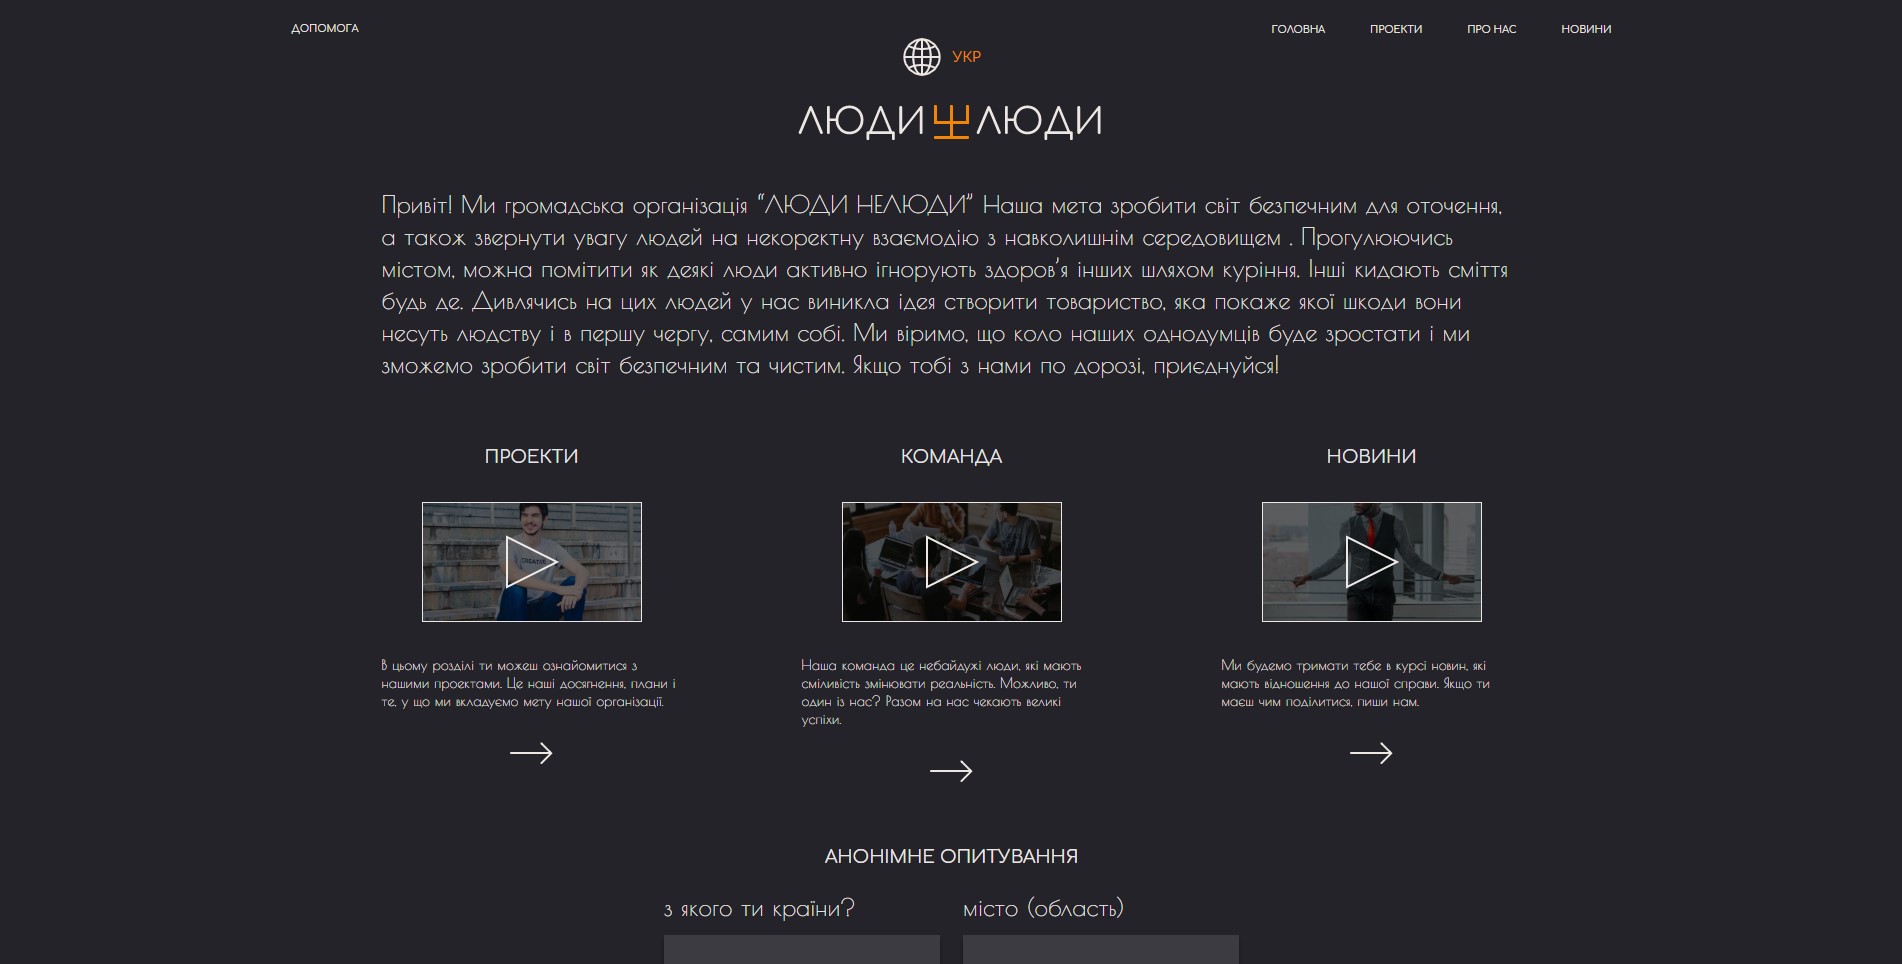 ДОПОМОГА
ГОЛОВНА ПРОЕКТИ ПРО НАС НОВИНИ
УКР
ЛЮДИ ЛЮДИ
Привіт! Ми громадська організація “ЛЮДИ НЕЛЮДИ” Наша мета зробити світ безпечним для оточення,
а також звернути увагу людей на некоректну взаємодію з навколишнім середовищем . Прогулюючись
містом, можна помітити як деякі люди активно ігнорують здоров’я інших шляхом куріння. Інші кидають сміття
будь де. Дивлячись на цих людей у нас виникла ідея створити товариство, яка покаже якої шкоди вони
несуть людству і в першу чергу, самим собі. Ми віримо, що коло наших однодумців буде зростати і ми
зможемо зробити світ безпечним та чистим. Якщо тобі з нами по дорозі, приєднуйся!
ПРОЕКТИ
CREATIVE
В цьому розділі ти можеш ознайомитися з
нашими проектами. Це наші досягнення, плани і
те, у що ми вкладуємо мету нашої організації.
КОМАНДА
Наша команда це небайдужі люди, які мають
сміливість змінювати реальність. Можливо, ти
один із нас? Разом на нас чекають великі
успіхи.
НОВИНИ
Ми будемо тримати тебе в курсі новин, які
мають відношення до нашої справи. Якщо ти
маєш чим поділитися, пиши нам.
АНОНІМНЕ ОПИТУВАННЯ
з якого ти країни?
місто (область)